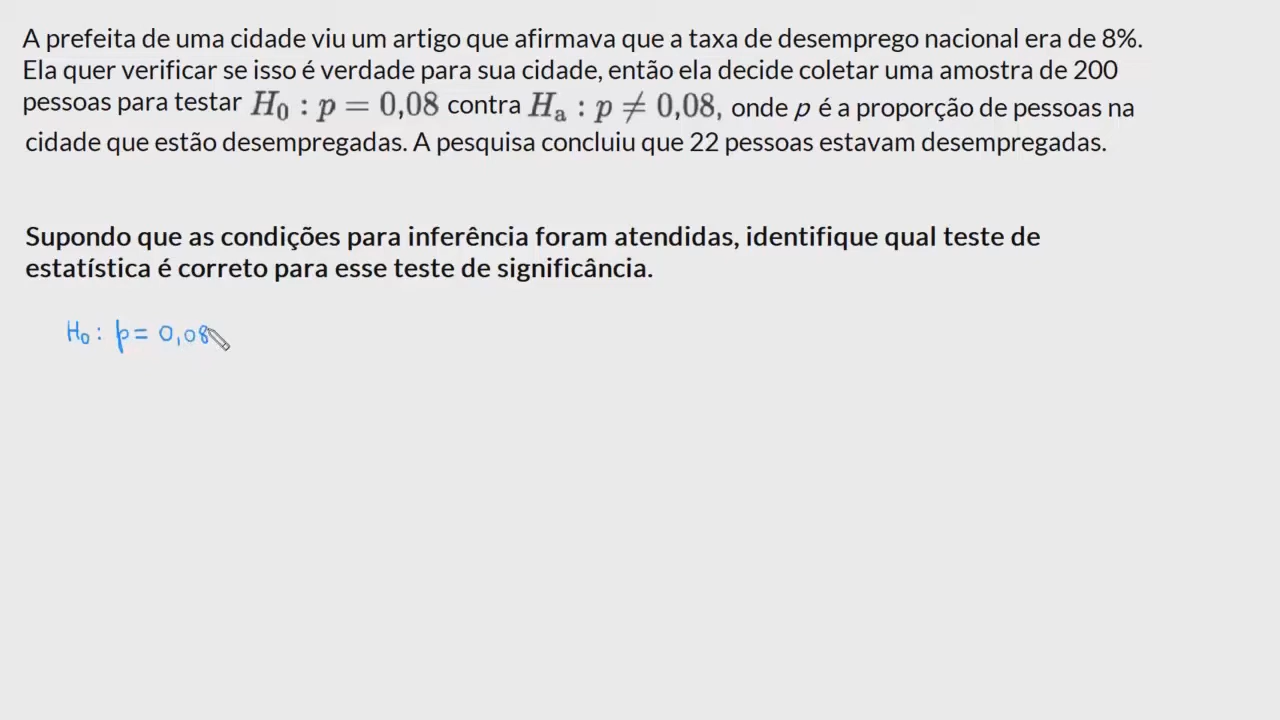 A prefeita de uma cidade viu um artigo que afirmava que a taxa de desemprego nacional era de 8%.
Ela quer verificar se isso é verdade para sua cidade, então ela decide coletar uma amostra de 200
pessoas para testar H₀ : p = 0,08 contra Hₐ : p ≠ 0,08, onde p é a proporção de pessoas na
cidade que estão desempregadas. A pesquisa concluiu que 22 pessoas estavam desempregadas.
Supondo que as condições para inferência foram atendidas, identifique qual teste de
estatística é correto para esse teste de significância.
H₀ : p = 0,08